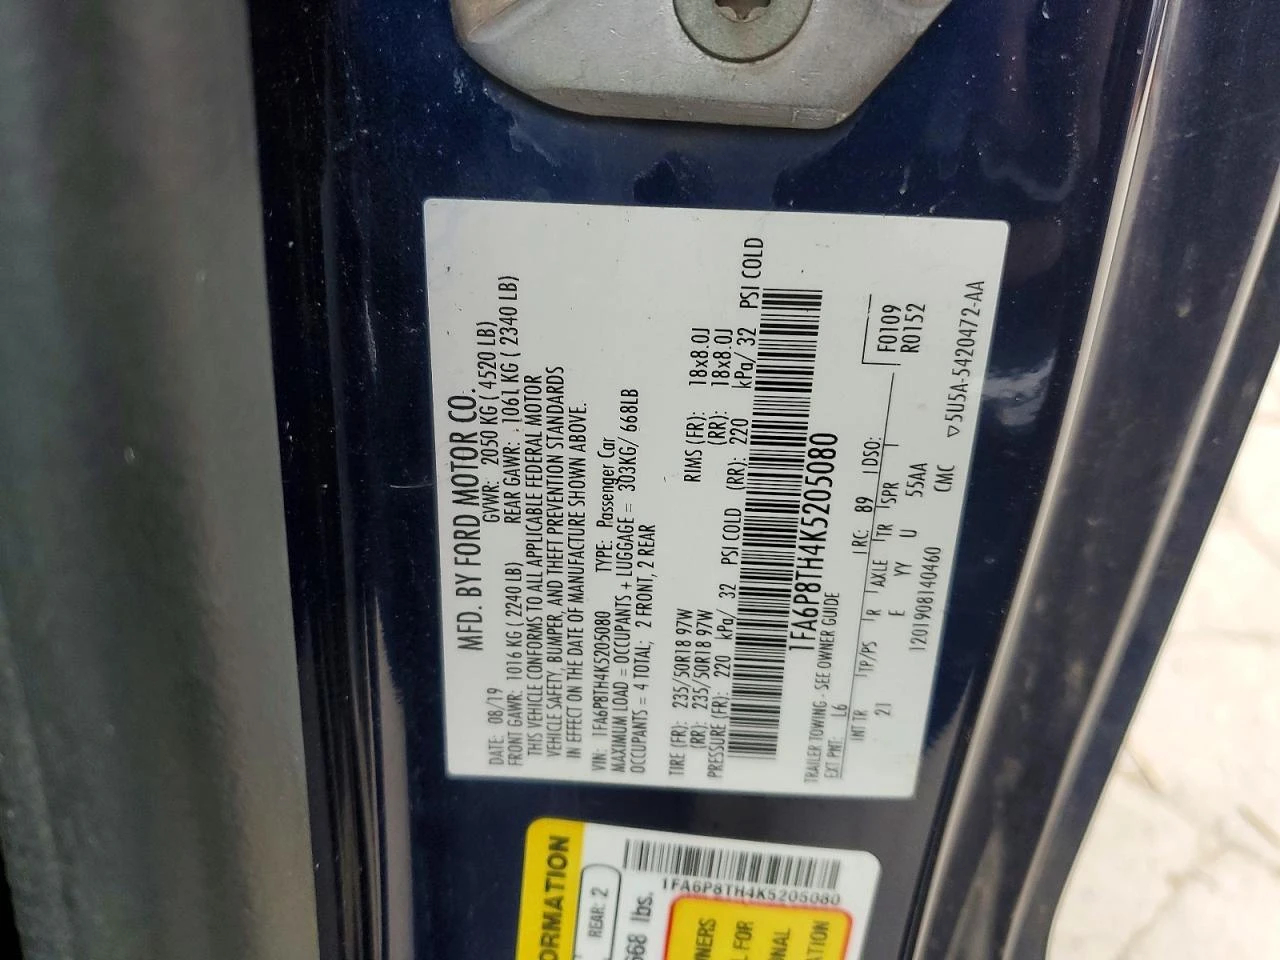 MFD. BY FORD MOTOR CO.
DATE: 08/19 GVWR: 2050 KG ( 4520 LB)
FRONT GAWR: 1016 KG ( 2240 LB) REAR GAWR: 1061 KG ( 2340 LB)
THIS VEHICLE CONFORMS TO ALL APPLICABLE FEDERAL MOTOR
VEHICLE SAFETY, BUMPER, AND THEFT PREVENTION STANDARDS
IN EFFECT ON THE DATE OF MANUFACTURE SHOWN ABOVE.
VIN: 1FA6P8TH4K5205080 TYPE: Passenger Car
MAXIMUM LOAD = OCCUPANTS + LUGGAGE = 303KG/ 668LB
OCCUPANTS = 4 TOTAL; 2 FRONT, 2 REAR
TIRE (FR): 235/50R18 97W RIMS (FR): 18x8.0J
(RR): 235/50R18 97W (RR): 18x8.0J
PRESSURE (FR): 220 kPa/ 32 PSI COLD (RR): 220 kPa/ 32 PSI COLD
1FA6P8TH4K5205080
TRAILER TOWING - SEE OWNER GUIDE
EXT PNT: L6 RC: 89 DSO:
INT TR TP/PS R AXLE TR SPR F0109
21 E YY U 55AA R0152
1201908140460 CMC ▽5U5A-5420472-AA
ORMATION
REAR: 2
668 lbs.
1FA6P8TH4K5205080
NERS
L FOR
ONAL
ATION